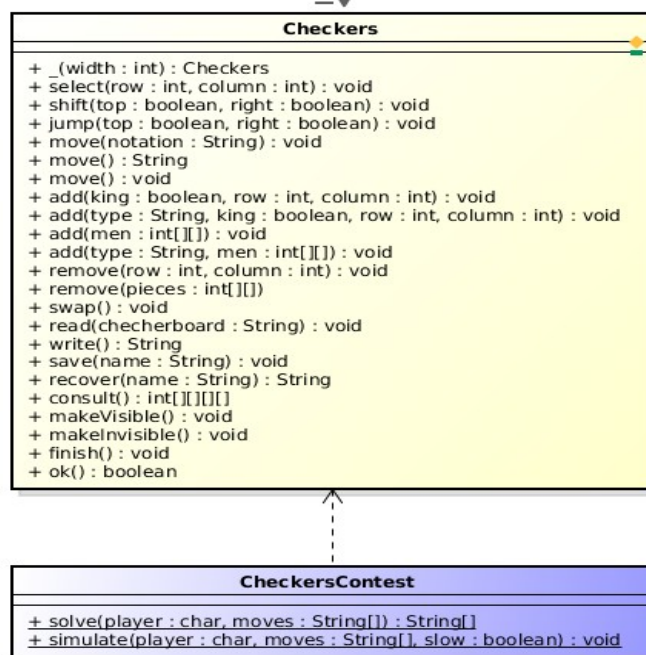 Checkers
+ _(width : int) : Checkers
+ select(row : int, column : int) : void
+ shift(top : boolean, right : boolean) : void
+ jump(top : boolean, right : boolean) : void
+ move(notation : String) : void
+ move() : String
+ move() : void
+ add(king : boolean, row : int, column : int) : void
+ add(type : String, king : boolean, row : int, column : int) : void
+ add(men : int[][]) : void
+ add(type : String, men : int[][]) : void
+ remove(row : int, column : int) : void
+ remove(pieces : int[][])
+ swap() : void
+ read(checherboard : String) : void
+ write() : String
+ save(name : String) : void
+ recover(name : String) : String
+ consult() : int[][][][]
+ makeVisible() : void
+ makeInvisible() : void
+ finish() : void
+ ok() : boolean
CheckersContest
+ solve(player : char, moves : String[]) : String[]
+ simulate(player : char, moves : String[], slow : boolean) : void